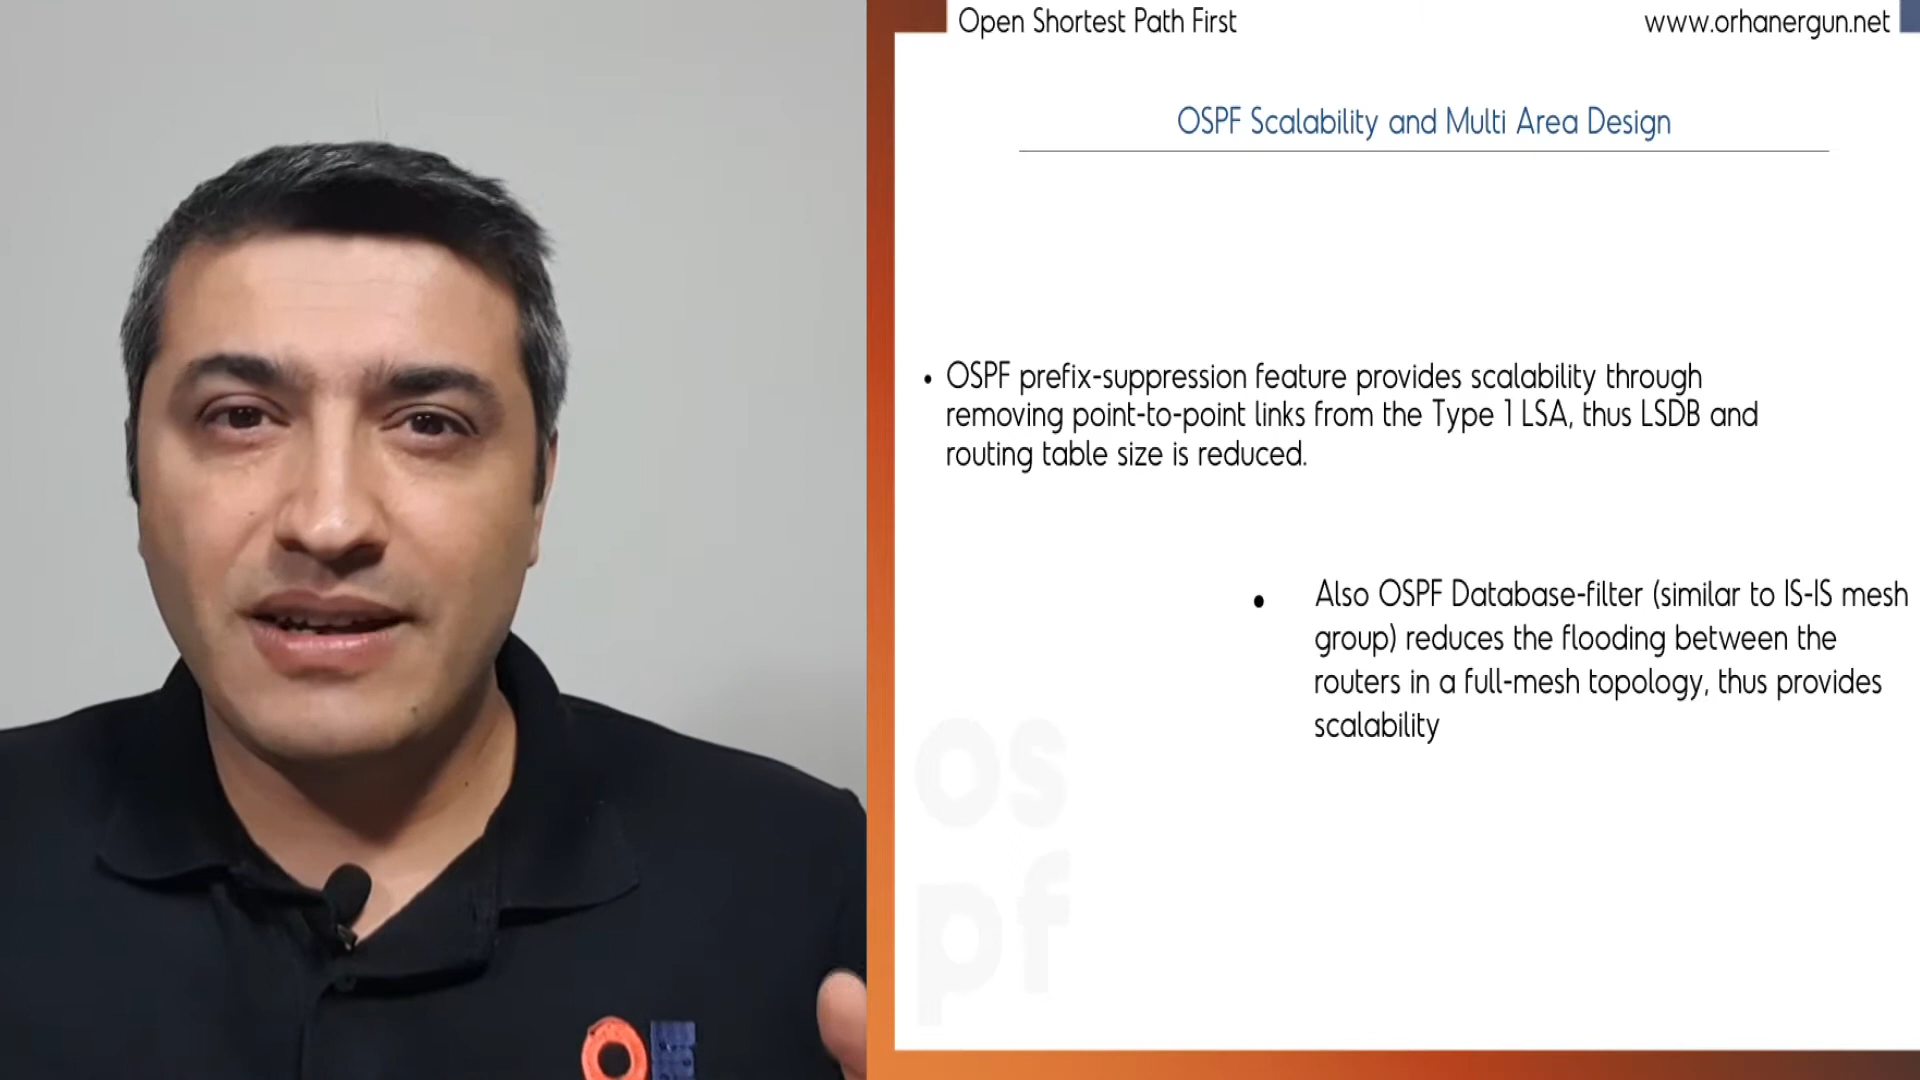 Open Shortest Path First
www.orhanergun.net
OSPF Scalability and Multi Area Design
• OSPF prefix-suppression feature provides scalability through
removing point-to-point links from the Type 1 LSA, thus LSDB and
routing table size is reduced.
• Also OSPF Database-filter (similar to IS-IS mesh
group) reduces the flooding between the
routers in a full-mesh topology, thus provides
scalability
os
pf